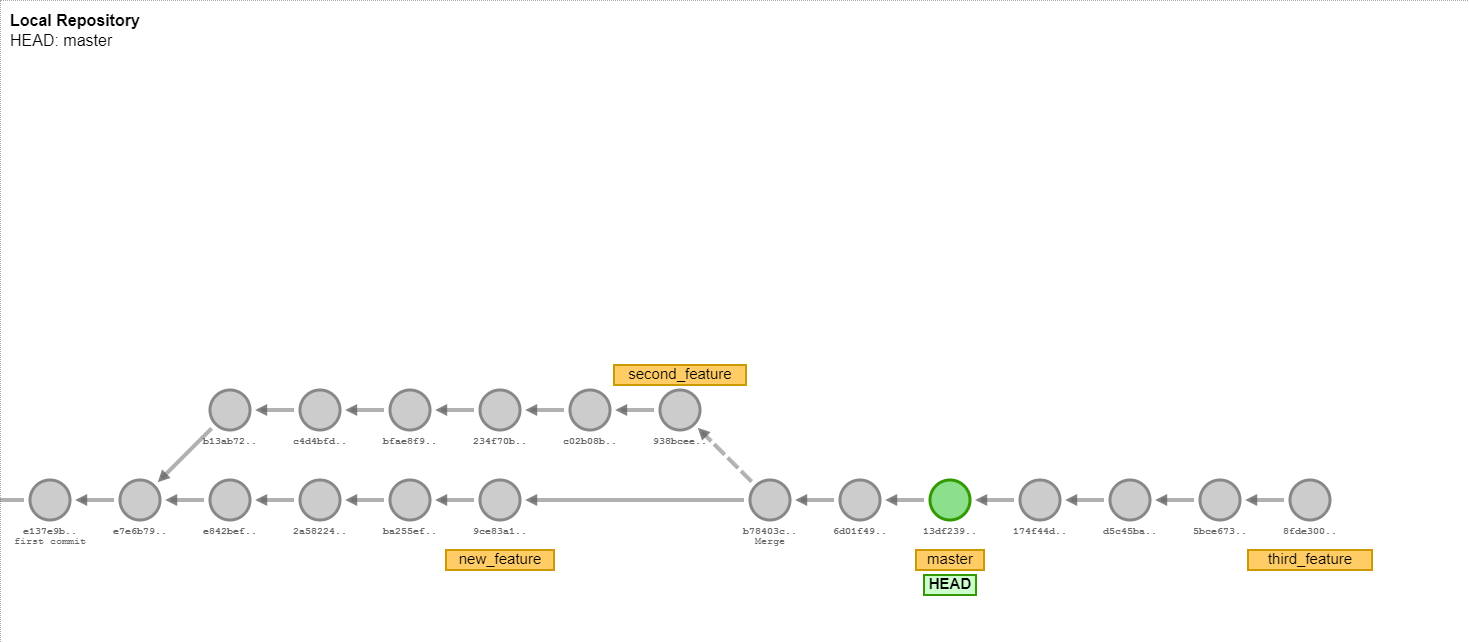 Local Repository
HEAD: master
second_feature
b13ab72..
c4d4bfd..
bfae8f9..
234f70b..
c02b08b..
938bcee..
e137e9b..
first commit
e7e6b79..
e842bef..
2a58224..
ba255ef..
9ce83a1..
b78403c..
Merge
6d01f49..
13df239..
174f44d..
d5c45ba..
5bce673..
8fde300..
new_feature
master
third_feature
HEAD